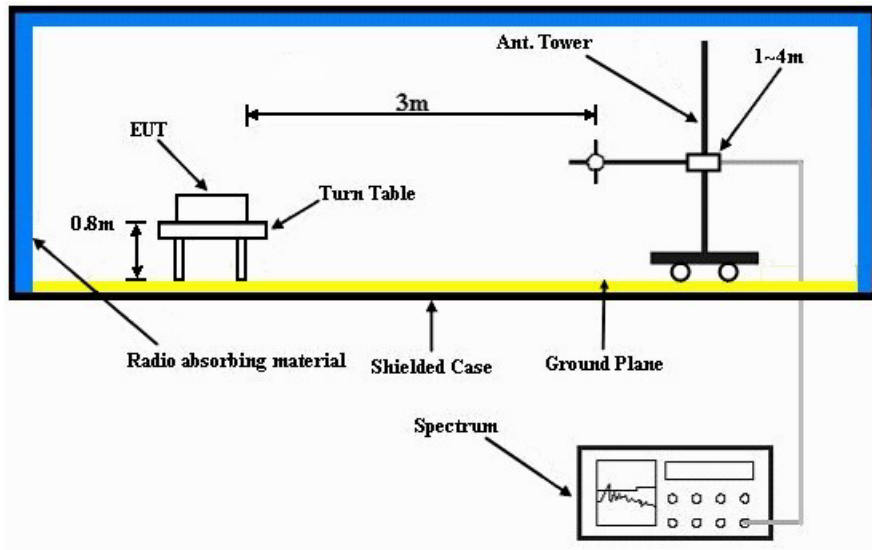 Ant. Tower
1~4m
3m
EUT
Turn Table
0.8m
Radio absorbing material
Shielded Case
Ground Plane
Spectrum